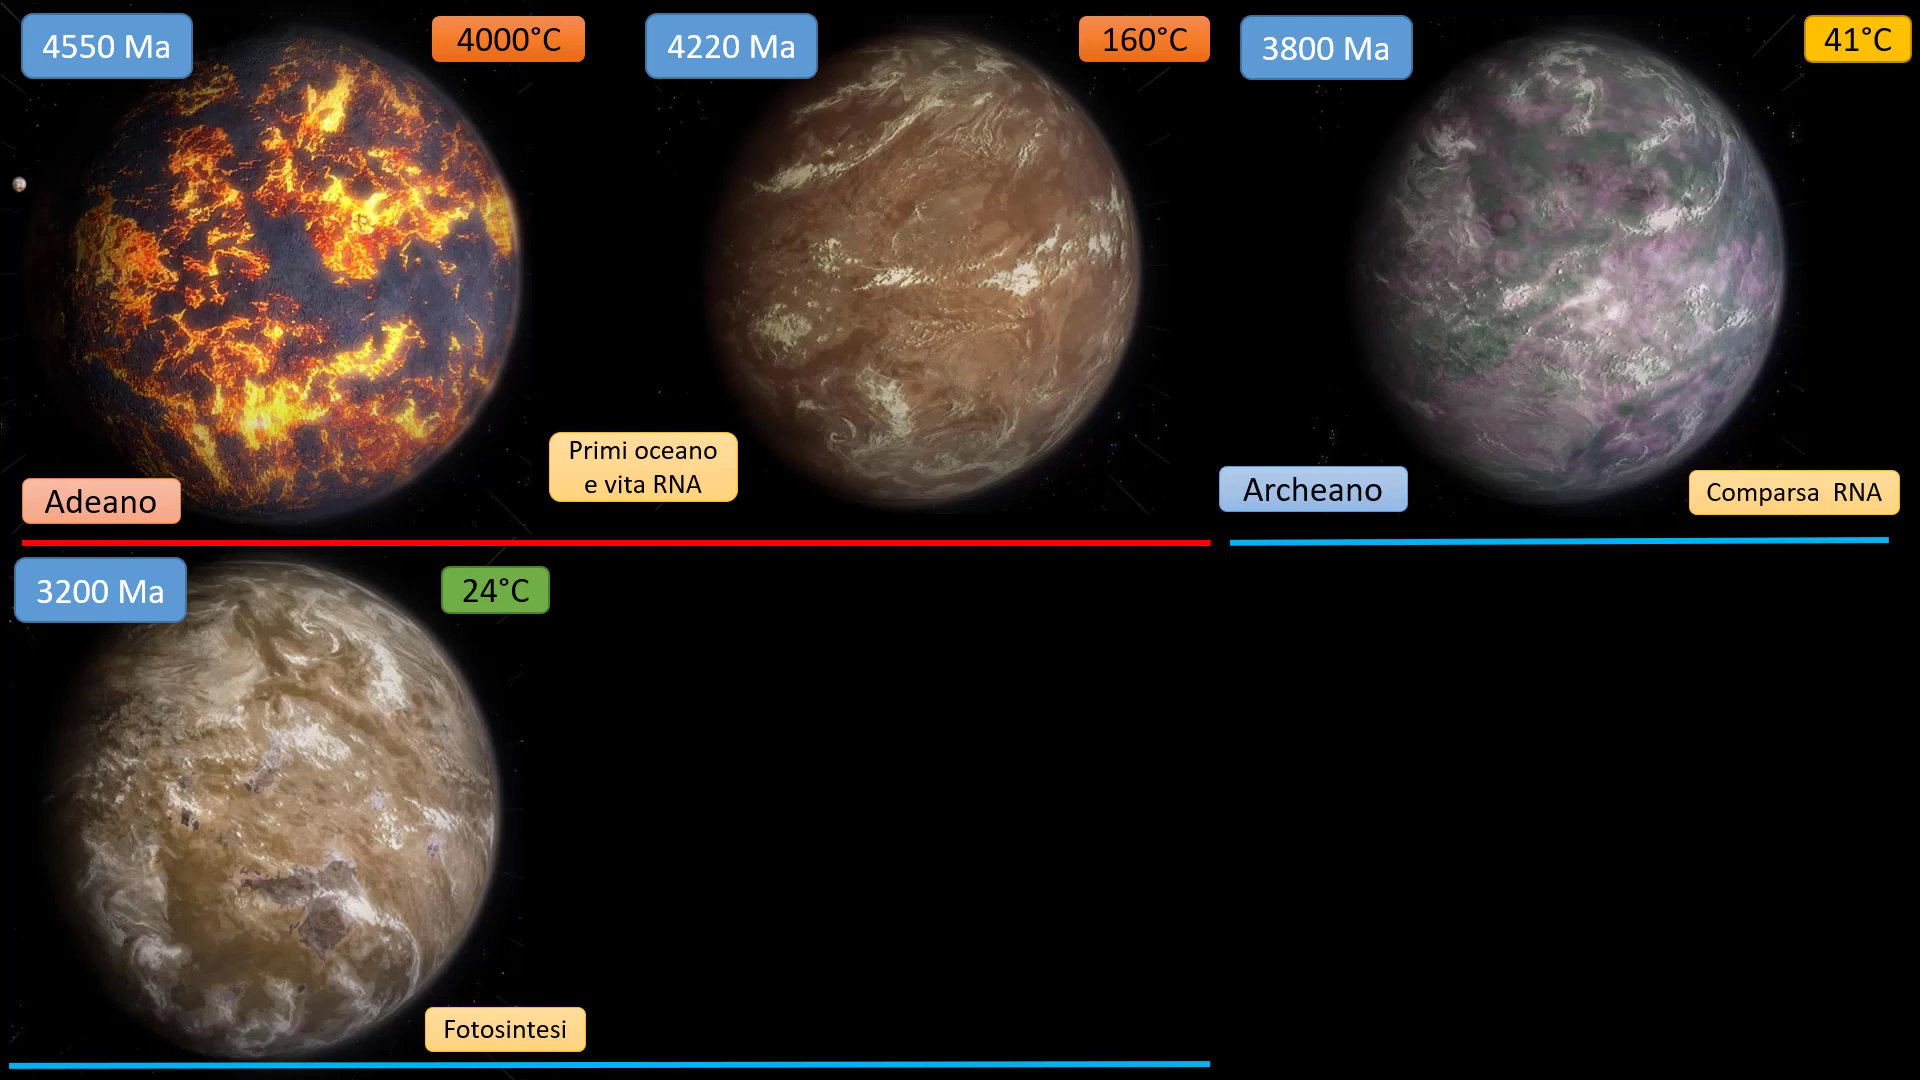 4550 Ma
4000°C
4220 Ma
160°C
3800 Ma
41°C
Adeano
Primi oceano
e vita RNA
Archeano
Comparsa  RNA
3200 Ma
24°C
Fotosintesi